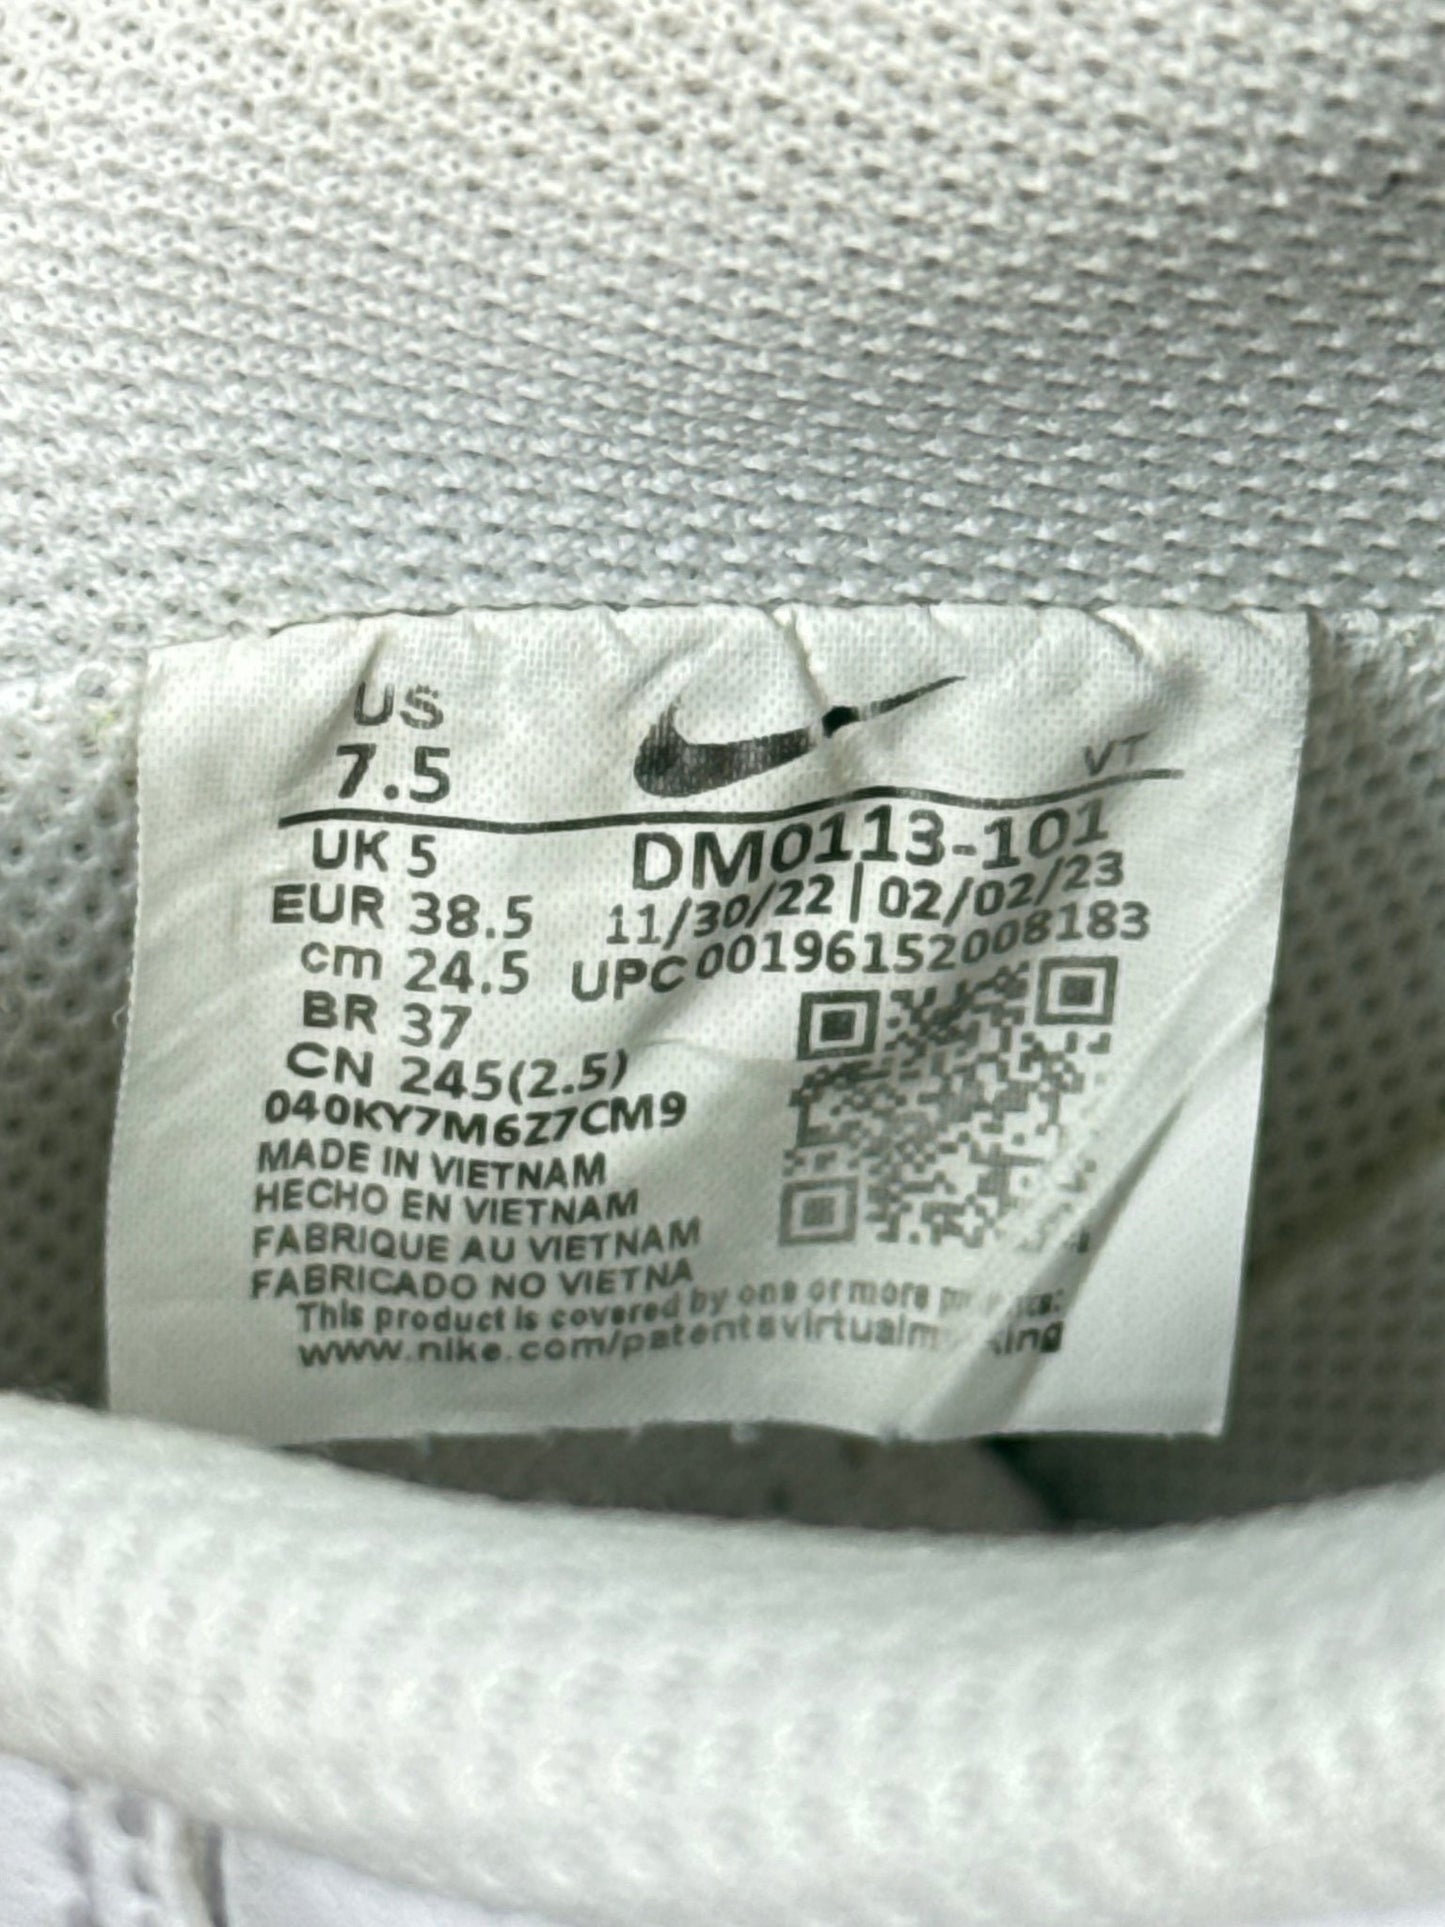 US
7.5
VT
UK 5
DM0113-101
EUR 38.5
11/30/22 | 02/02/23
cm 24.5
UPC 00196152008183
BR 37
CN 245(2.5)
040KY7M6Z7CM9
MADE IN VIETNAM
HECHO EN VIETNAM
FABRIQUE AU VIETNAM
FABRICADO NO VIETNA
This product is covered by one or more
www.nike.com/patentsvirtualm